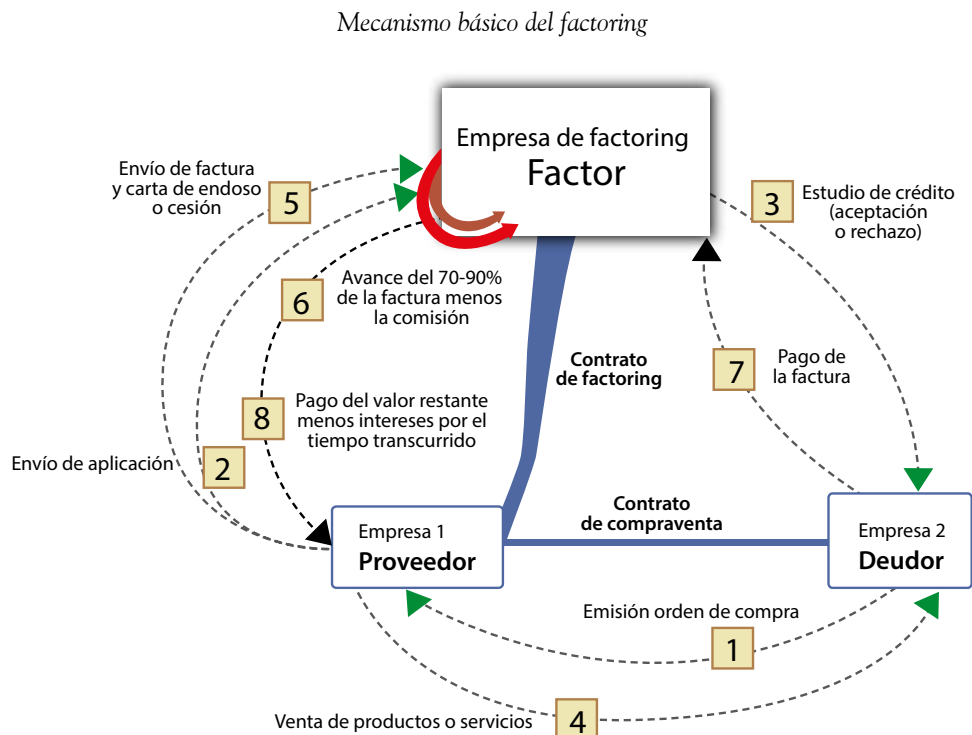 Mecanismo básico del factoring
Empresa de factoring
Factor
Envío de factura
y carta de endoso
o cesión
5
3
Estudio de crédito
(aceptación
o rechazo)
6
Avance del 70-90%
de la factura menos
la comisión
Contrato
de factoring
7
Pago de
la factura
8
Pago del valor restante
menos intereses por el
tiempo transcurrido
Envío de aplicación
2
Contrato
de compraventa
Empresa 1
Proveedor
Empresa 2
Deudor
Emisión orden de compra
1
Venta de productos o servicios
4